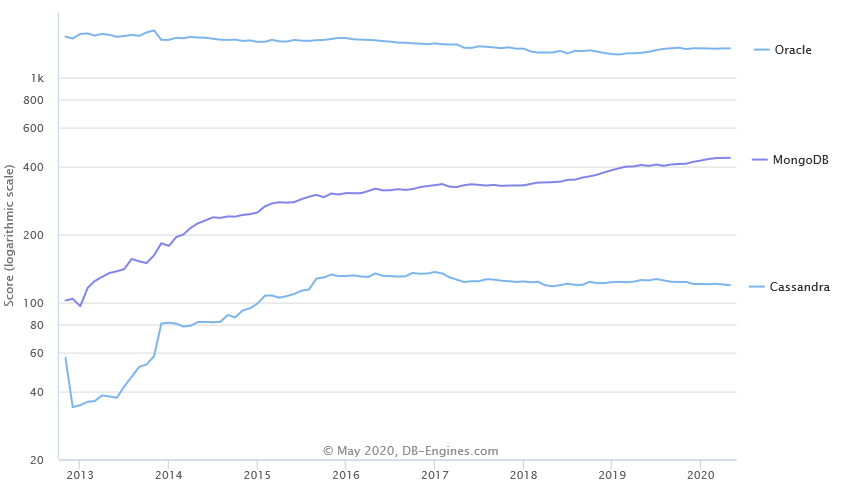 Oracle
1k
800
600
400
MongoDB
200
100
Cassandra
80
60
40
20
Score (logarithmic scale)
© May 2020, DB-Engines.com
2013 2014 2015 2016 2017 2018 2019 2020